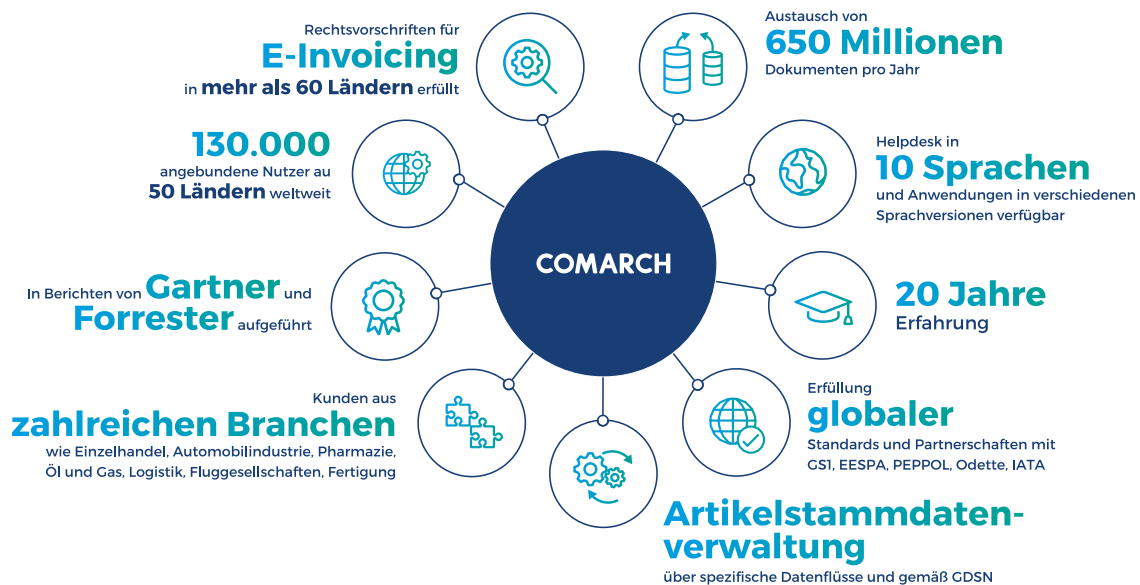 Rechtsvorschriften für
E-Invoicing
in mehr als 60 Ländern erfüllt
Austausch von
650 Millionen
Dokumenten pro Jahr
130.000
angebundene Nutzer au
50 Ländern weltweit
Helpdesk in
10 Sprachen
und Anwendungen in verschiedenen
Sprachversionen verfügbar
COMARCH
In Berichten von Gartner und
Forrester aufgeführt
20 Jahre
Erfahrung
Kunden aus
zahlreichen Branchen
wie Einzelhandel, Automobilindustrie, Pharmazie,
Öl und Gas, Logistik, Fluggesellschaften, Fertigung
Erfüllung
globaler
Standards und Partnerschaften mit
GS1, EESPA, PEPPOL, Odette, IATA
Artikelstammdaten-
verwaltung
über spezifische Datenflüsse und gemäß GDSN